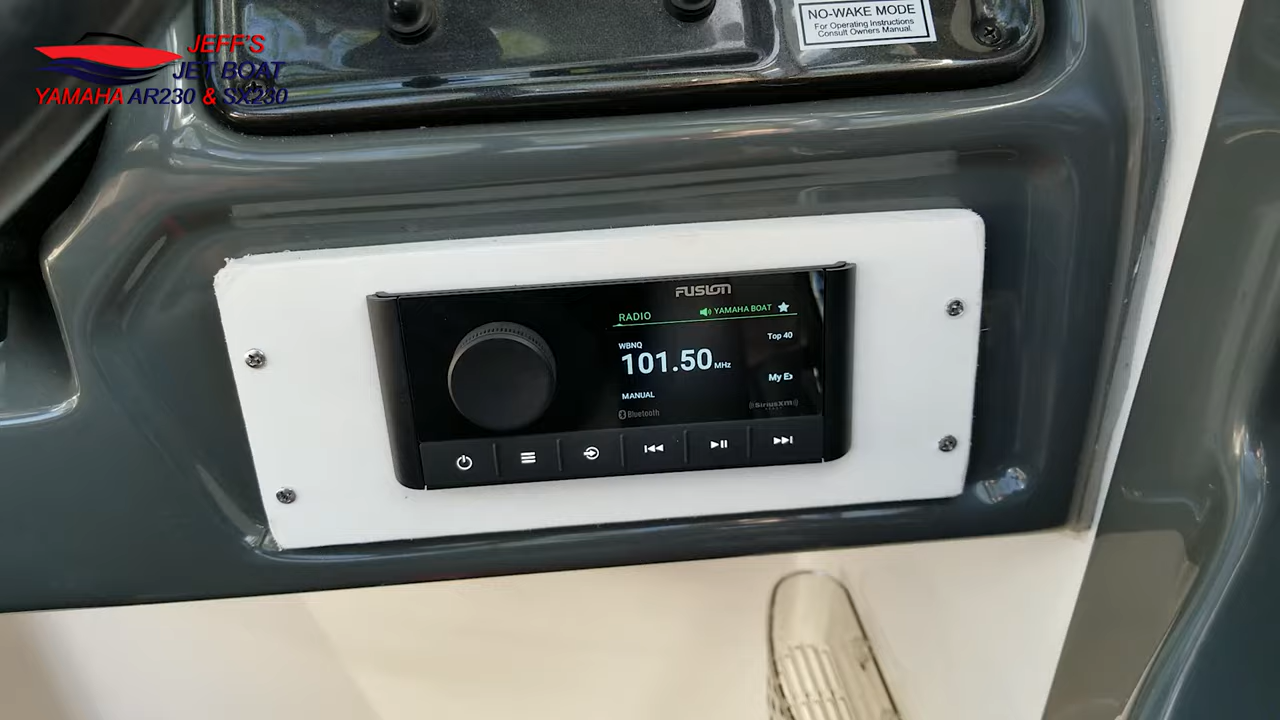 NO-WAKE MODE
For Operating Instructions
Consult Owners Manual.
JEFF'S
JET BOAT
YAMAHA AR230 & SX230
FUSION
RADIO
YAMAHA BOAT
Top 40
WBNQ
101.50 MHz
My Ex
MANUAL
Bluetooth
SiriusXM